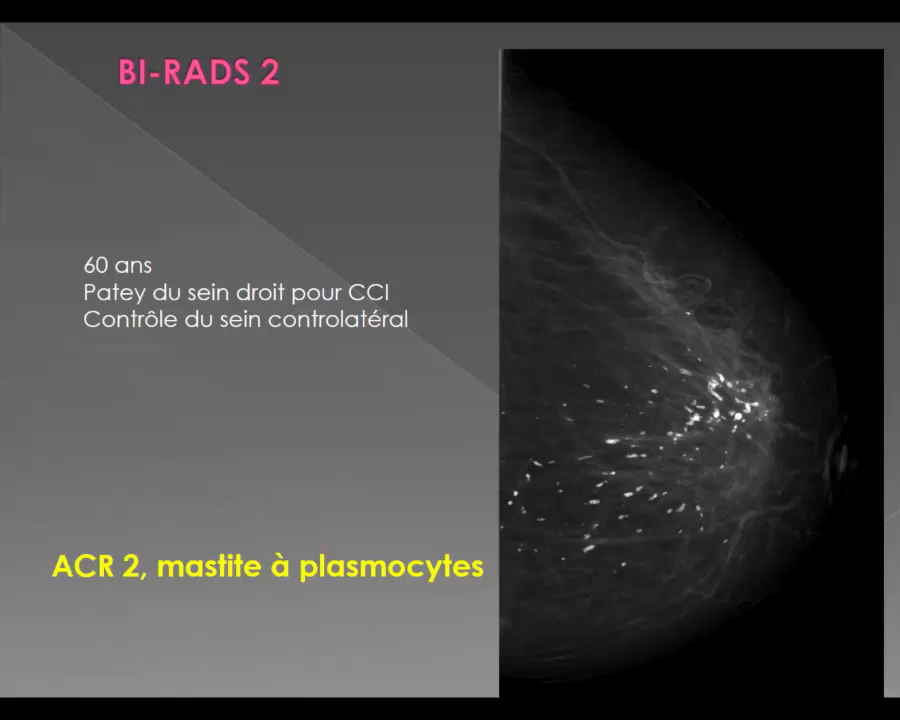 BI-RADS 2
60 ans
Patey du sein droit pour CCI
Contrôle du sein controlatéral
ACR 2, mastite à plasmocytes